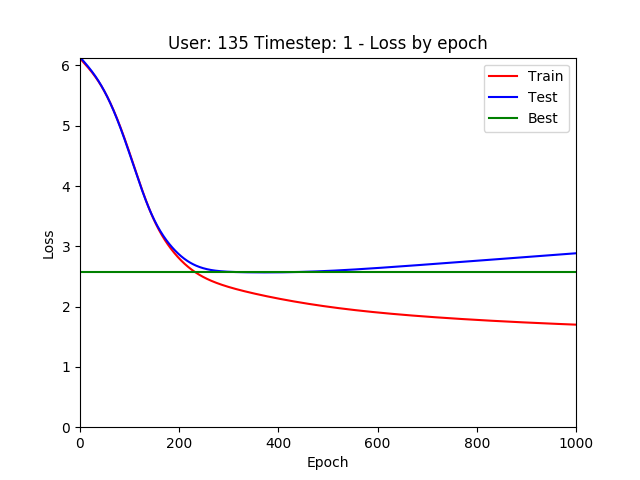 User: 135 Timestep: 1 - Loss by epoch
6
5
4
3
2
1
0
Loss
Train
Test
Best
0 200 400 600 800 1000
Epoch